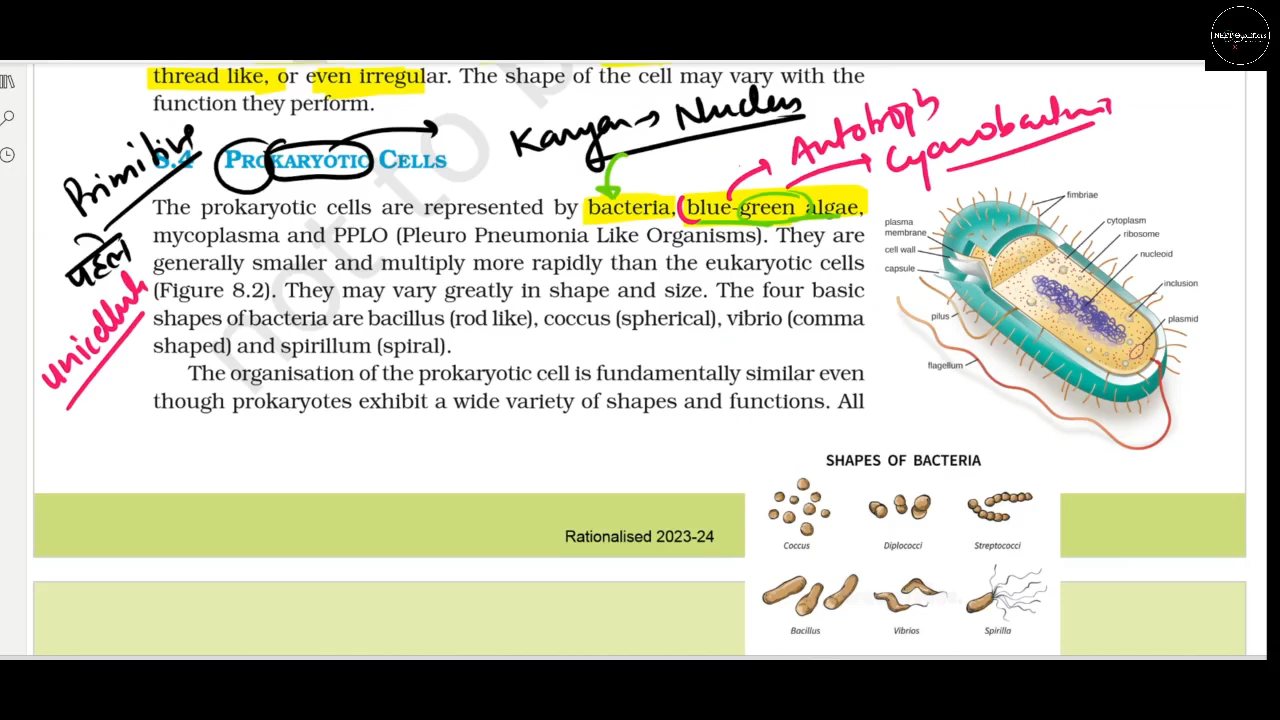 thread like, or even irregular. The shape of the cell may vary with the
function they perform.
Karyon → Nucleus
Autotroph
Cyanobacteria
Primitive
8.4 PROKARYOTIC CELLS
The prokaryotic cells are represented by bacteria, blue-green algae,
mycoplasma and PPLO (Pleuro Pneumonia Like Organisms). They are
generally smaller and multiply more rapidly than the eukaryotic cells
(Figure 8.2). They may vary greatly in shape and size. The four basic
shapes of bacteria are bacillus (rod like), coccus (spherical), vibrio (comma
shaped) and spirillum (spiral).
The organisation of the prokaryotic cell is fundamentally similar even
though prokaryotes exhibit a wide variety of shapes and functions. All
पहले
unicellular
fimbriae
plasma
membrane
cytoplasm
ribosome
cell wall
nucleoid
capsule
inclusion
pilus
plasmid
flagellum
SHAPES OF BACTERIA
Coccus
Diplococci
Streptococci
Rationalised 2023-24
Bacillus
Vibrios
Spirilla
not to b